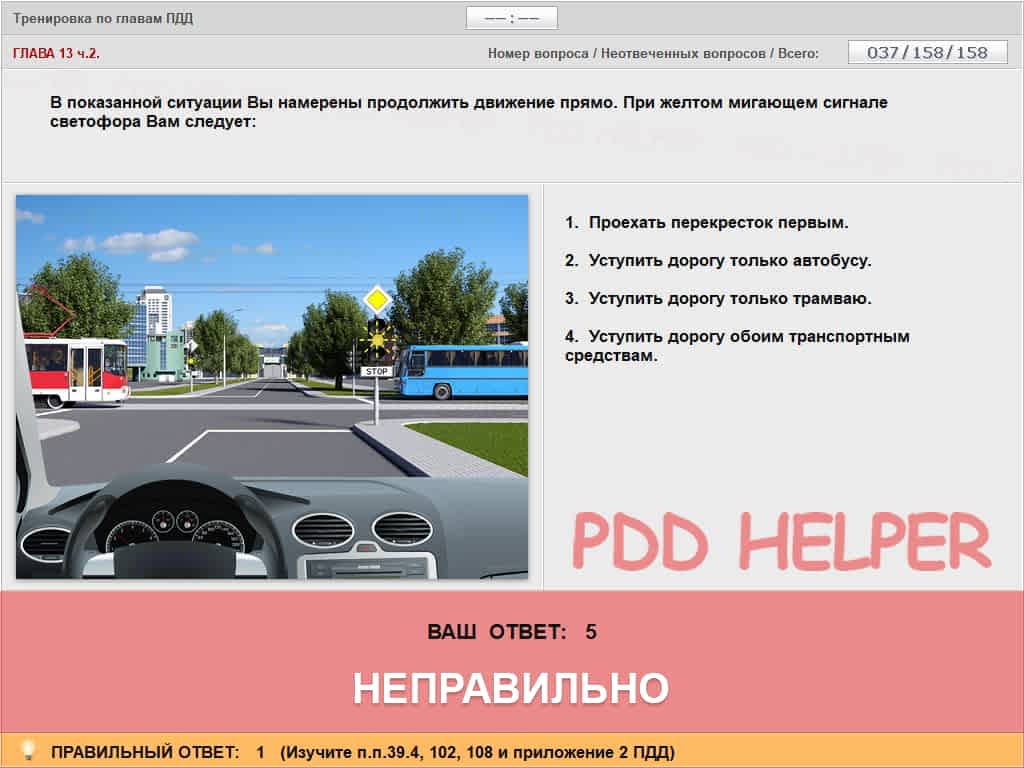 Тренировка по главам ПДД
—— : ——
ГЛАВА 13 ч.2.
Номер вопроса / Неотвеченных вопросов / Всего:
037/158/158
В показанной ситуации Вы намерены продолжить движение прямо. При желтом мигающем сигнале
светофора Вам следует:
1. Проехать перекресток первым.
2. Уступить дорогу только автобусу.
3. Уступить дорогу только трамваю.
4. Уступить дорогу обоим транспортным
средствам.
STOP
PDD HELPER
ВАШ ОТВЕТ: 5
НЕПРАВИЛЬНО
ПРАВИЛЬНЫЙ ОТВЕТ: 1 (Изучите п.п.39.4, 102, 108 и приложение 2 ПДД)